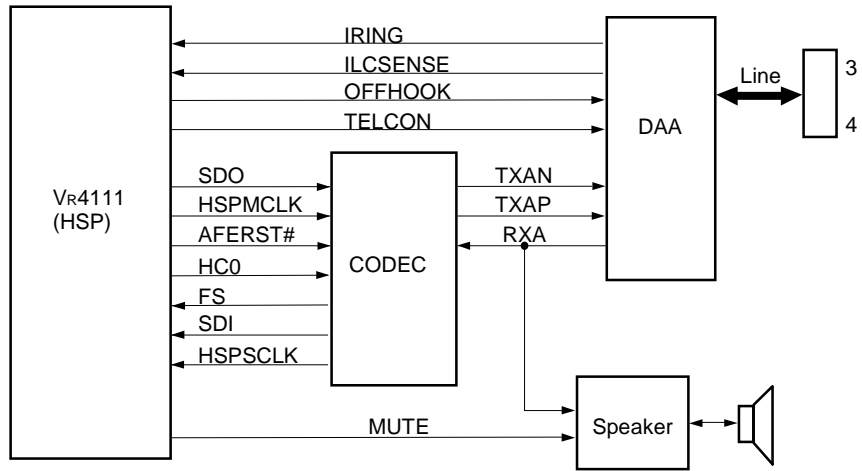 IRING
ILCSENSE
OFFHOOK
TELCON
Line
3
4
DAA
VR4111
(HSP)
SDO
HSPMCLK
AFERST#
HC0
FS
SDI
HSPSCLK
CODEC
TXAN
TXAP
RXA
MUTE
Speaker